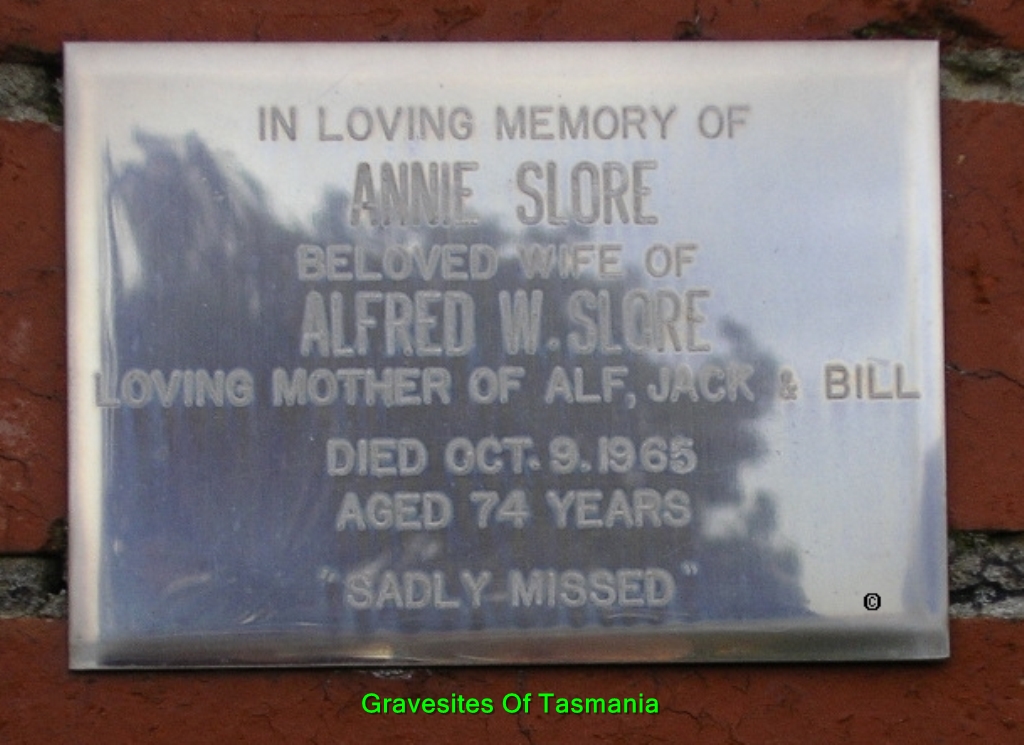 IN LOVING MEMORY OF
ANNIE SLORE
BELOVED WIFE OF
ALFRED W. SLORE
LOVING MOTHER OF ALF, JACK & BILL
DIED OCT. 9. 1965
AGED 74 YEARS
"SADLY MISSED"
©
Gravesites Of Tasmania